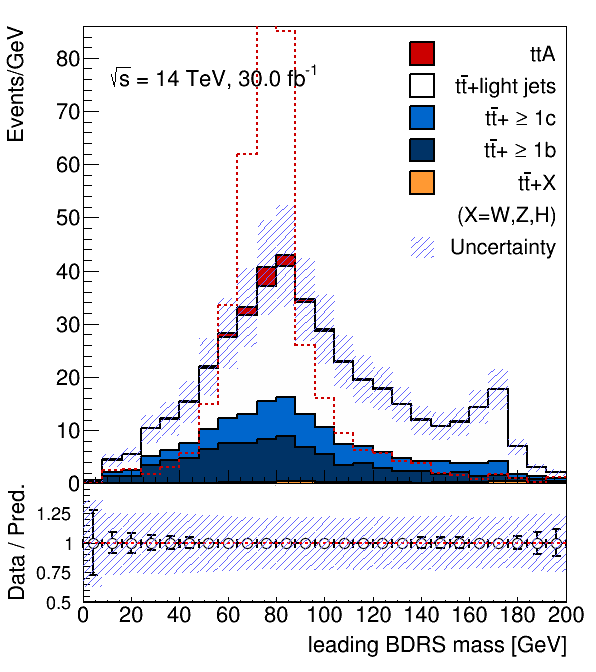 Events/GeV
80
70
60
50
40
30
20
10
0
√s = 14 TeV, 30.0 fb⁻¹
ttA
tt̄+light jets
tt̄+ ≥ 1c
tt̄+ ≥ 1b
tt̄+X
(X=W,Z,H)
Uncertainty
Data / Pred.
1.25
1
0.75
0.5
0 20 40 60 80 100 120 140 160 180 200
leading BDRS mass [GeV]